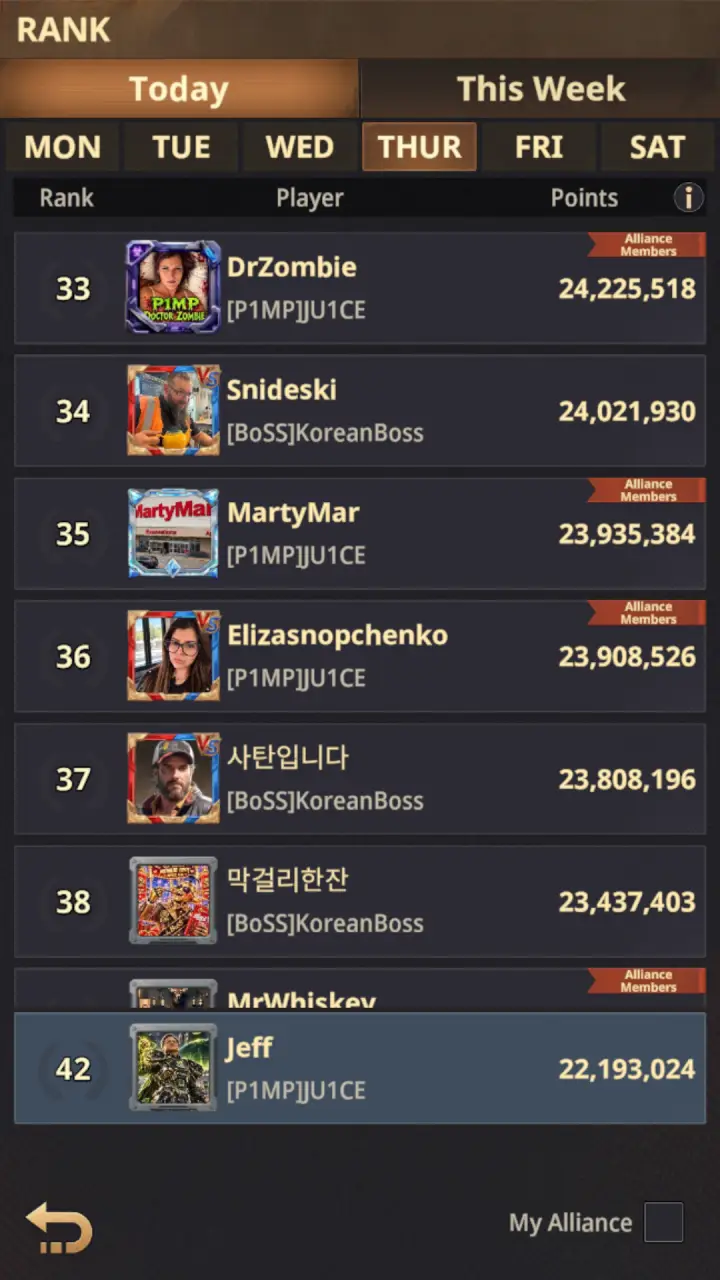 RANK
Today
This Week
MON
TUE
WED
THUR
FRI
SAT
Rank
Player
Points
i
Alliance
Members
33
PIMP
DOCTOR ZOMBIE
DrZombie
[P1MP]JU1CE
24,225,518
34
VS
Snideski
[BoSS]KoreanBoss
24,021,930
Alliance
Members
35
MartyMar
MartyMar
[P1MP]JU1CE
23,935,384
Alliance
Members
36
VS
Elizasnopchenko
[P1MP]JU1CE
23,908,526
37
VS
사탄입니다
[BoSS]KoreanBoss
23,808,196
38
막걸리한잔
[BoSS]KoreanBoss
23,437,403
Alliance
Members
MrWhiskey
42
Jeff
[P1MP]JU1CE
22,193,024
My Alliance